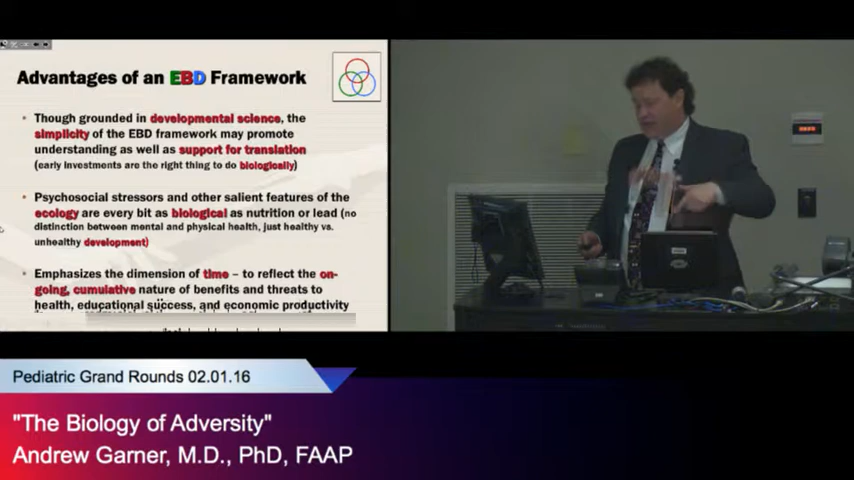 Advantages of an EBD Framework
• Though grounded in developmental science, the
simplicity of the EBD framework may promote
understanding as well as support for translation
(early investments are the right thing to do biologically)
• Psychosocial stressors and other salient features of the
ecology are every bit as biological as nutrition or lead (no
distinction between mental and physical health, just healthy vs.
unhealthy development)
• Emphasizes the dimension of time – to reflect the on-
going, cumulative nature of benefits and threats to
health, educational success, and economic productivity
Pediatric Grand Rounds 02.01.16
"The Biology of Adversity"
Andrew Garner, M.D., PhD, FAAP